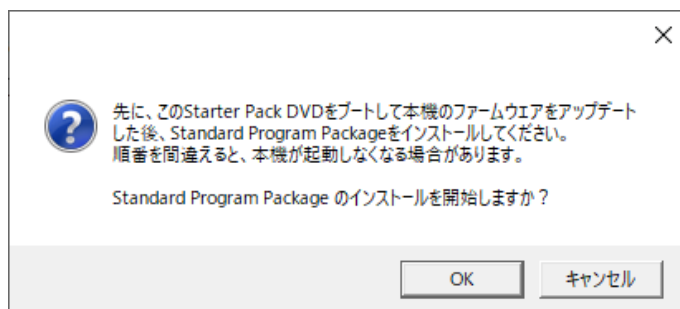 先に、このStarter Pack DVDをブートして本機のファームウエアをアップデート
した後、Standard Program Packageをインストールしてください。
順番を間違えると、本機が起動しなくなる場合があります。
Standard Program Package のインストールを開始しますか？
OK
キャンセル